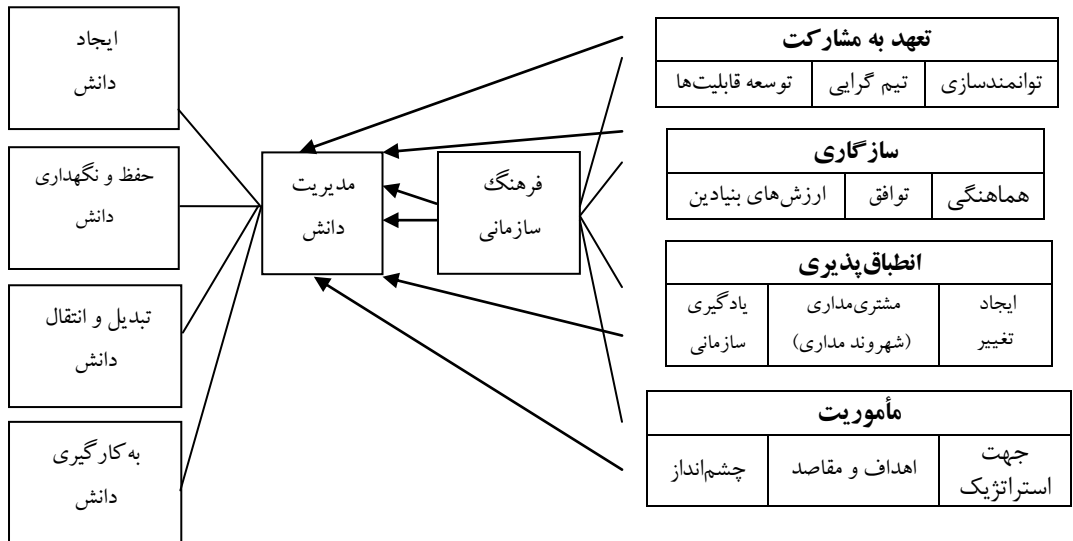 تعهد به مشارکت
توانمندسازی
تیم گرایی
توسعه قابلیت‌ها
سازگاری
هماهنگی
توافق
ارزش‌های بنیادین
انطباق‌پذیری
ایجاد
تغییر
مشتری‌مداری
(شهروند مداری)
یادگیری
سازمانی
مأموریت
جهت
استراتژیک
اهداف و مقاصد
چشم‌انداز
فرهنگ
سازمانی
مدیریت
دانش
ایجاد
دانش
حفظ و نگهداری
دانش
تبدیل و انتقال
دانش
به کارگیری
دانش